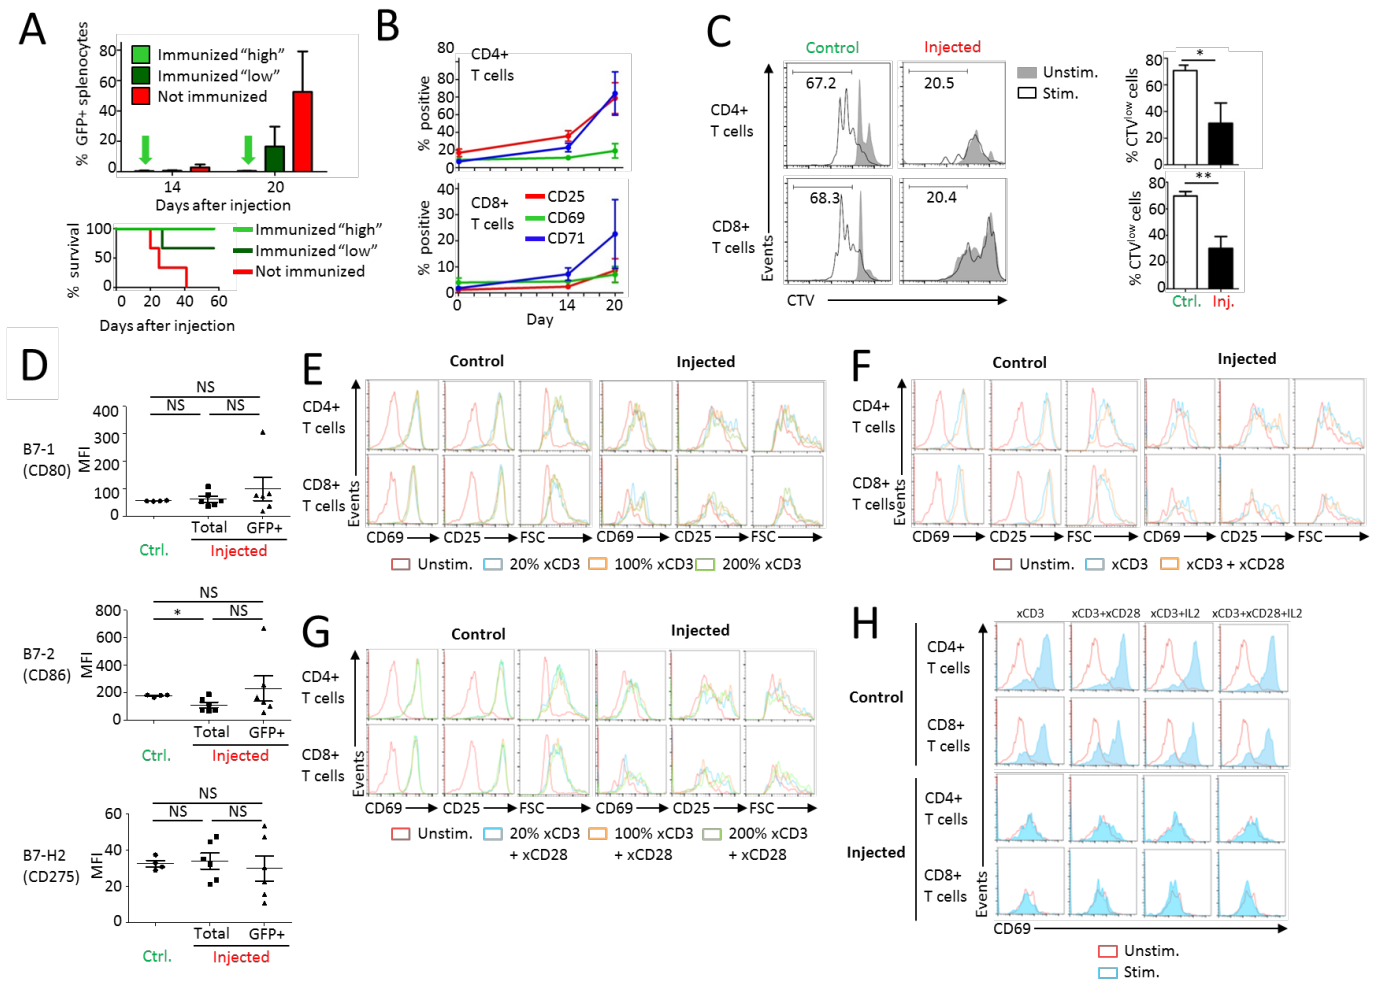 A
% GFP+ splenocytes
80
60
40
20
0
Immunized “high”
Immunized “low”
Not immunized
14
20
Days after injection
% survival
100
50
0
0 20 40 60
Immunized “high”
Immunized “low”
Not immunized
Days after injection
B
CD4+
T cells
% positive
80
60
80
40
20
0
0 14 20
CD8+
T cells
% positive
40
30
20
10
0
CD25
CD69
CD71
0 14 20
Day
C
Control Injected
Unstim.
Stim.
CD4+
T cells
67.2
20.5
CD8+
T cells
68.3
20.4
Events
CTV
% CTVlow cells
80
60
40
20
0
*
% CTVlow cells
80
60
40
20
0
**
Ctrl. Inj.
D
B7-1
(CD80)
MFI
400
300
200
100
0
NS
NS NS
Total GFP+
Ctrl. Injected
B7-2
(CD86)
MFI
800
600
400
200
0
NS
* NS
Total GFP+
Ctrl. Injected
B7-H2
(CD275)
MFI
60
40
20
0
NS
NS NS
Total GFP+
Ctrl. Injected
E
Control Injected
CD4+
T cells
CD8+
T cells
Events
CD69 CD25 FSC CD69 CD25 FSC
Unstim. 20% xCD3 100% xCD3 200% xCD3
F
Control Injected
CD4+
T cells
CD8+
T cells
Events
CD69 CD25 FSC CD69 CD25 FSC
Unstim. xCD3 xCD3 + xCD28
G
Control Injected
CD4+
T cells
CD8+
T cells
Events
CD69 CD25 FSC CD69 CD25 FSC
Unstim. 20% xCD3 100% xCD3 200% xCD3
+ xCD28 + xCD28 + xCD28
H
xCD3 xCD3+xCD28 xCD3+IL2 xCD3+xCD28+IL2
Control
CD4+
T cells
CD8+
T cells
Injected
CD4+
T cells
CD8+
T cells
Events
CD69
Unstim.
Stim.